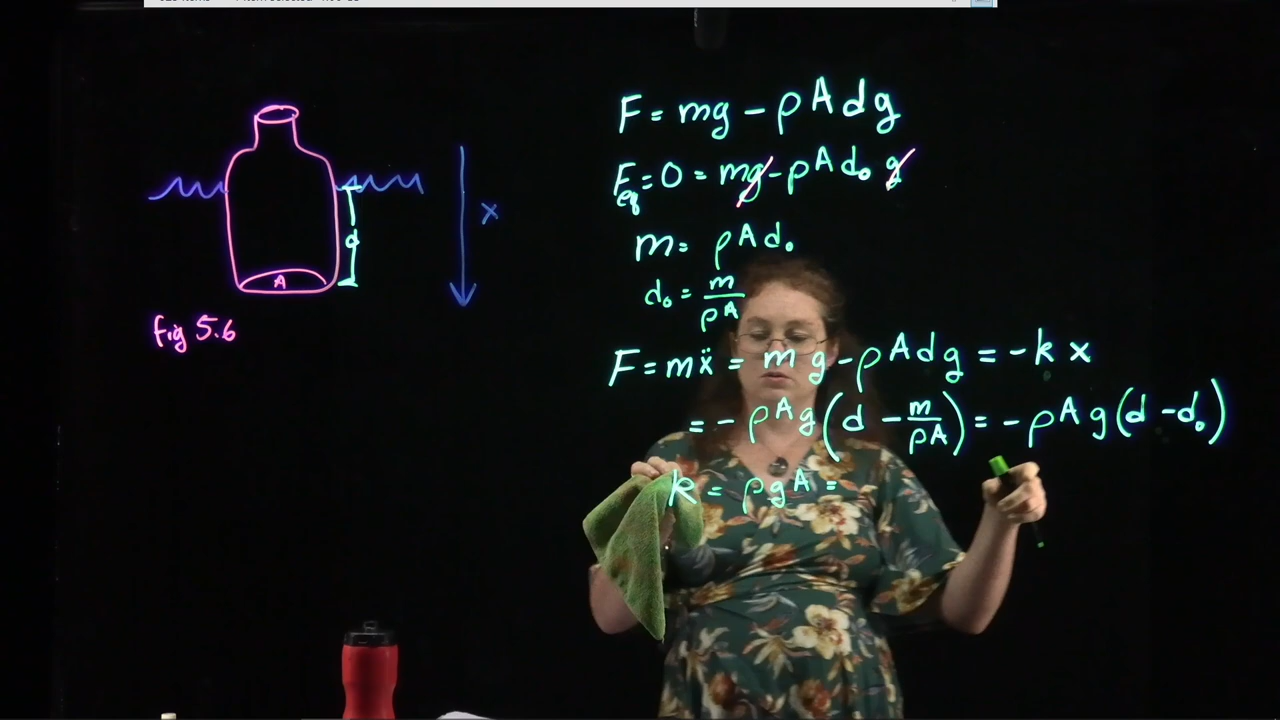 F = mg - ρAdg
F_eq = 0 = mg - ρAd₀g
m = ρAd₀
d₀ = m/ρA
F = mẍ = mg - ρAdg = -kx
= -ρAg(d - m/ρA) = -ρAg(d - d₀)
k = ρgA =
x
d
A
fig 5.6